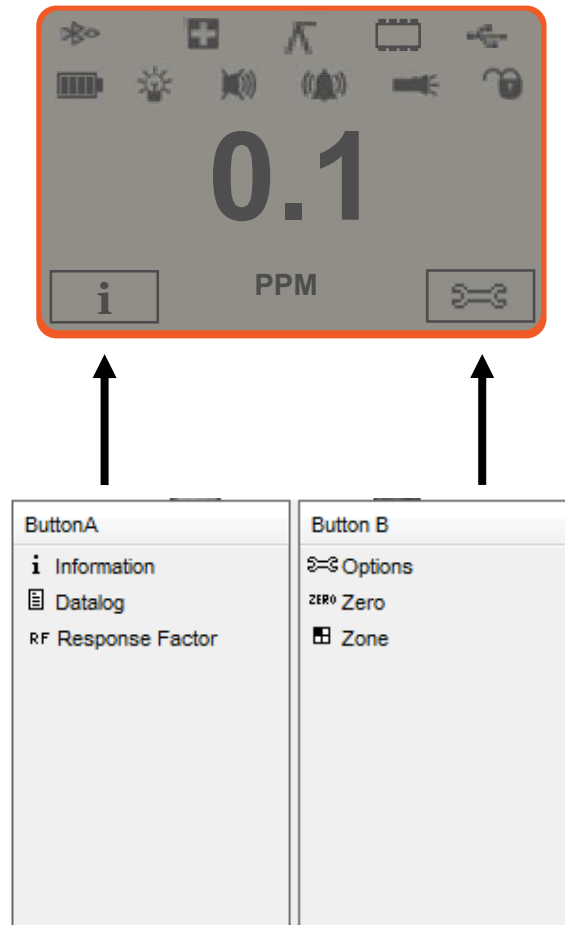 0.1
PPM
i
ButtonA
i Information
Datalog
RF Response Factor
Button B
Options
ZERO Zero
Zone